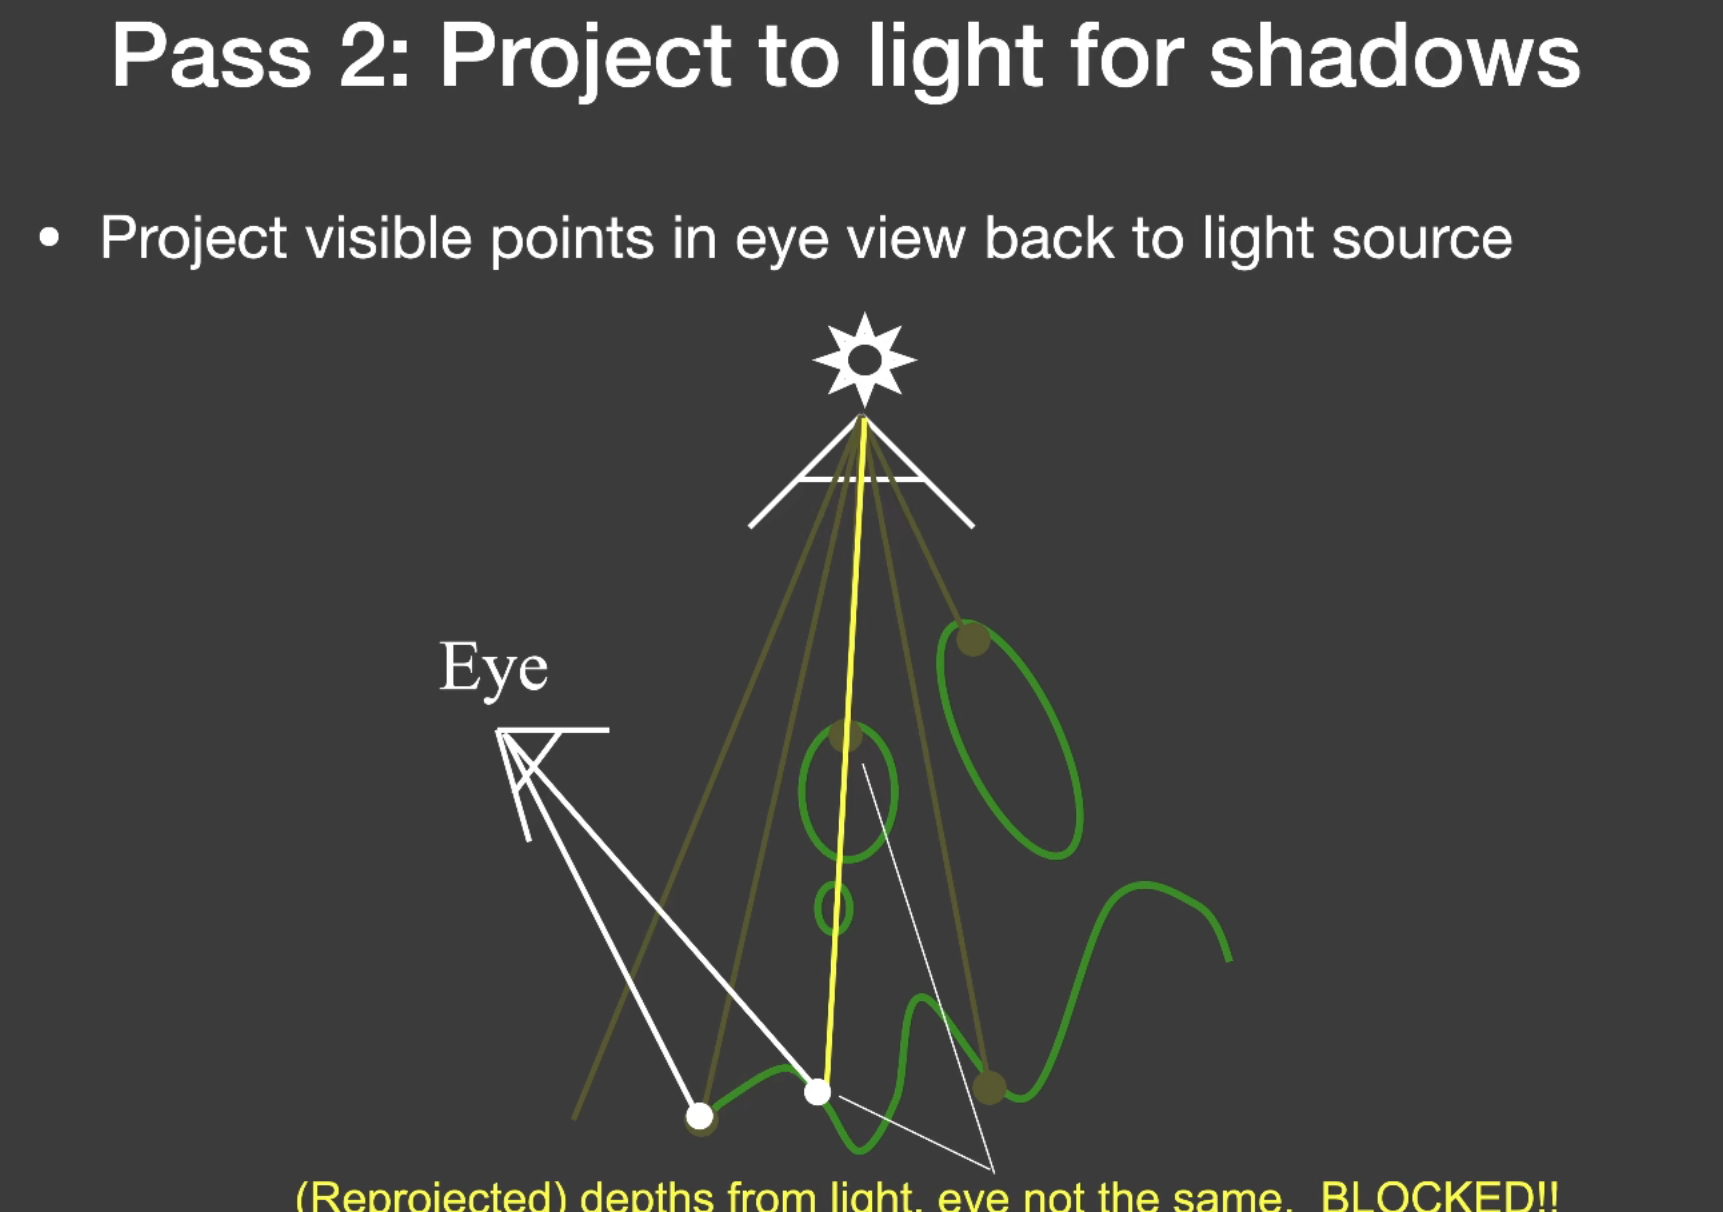 Pass 2: Project to light for shadows
• Project visible points in eye view back to light source
Eye
(Reprojected) depths from light, eye not the same. BLOCKED!!